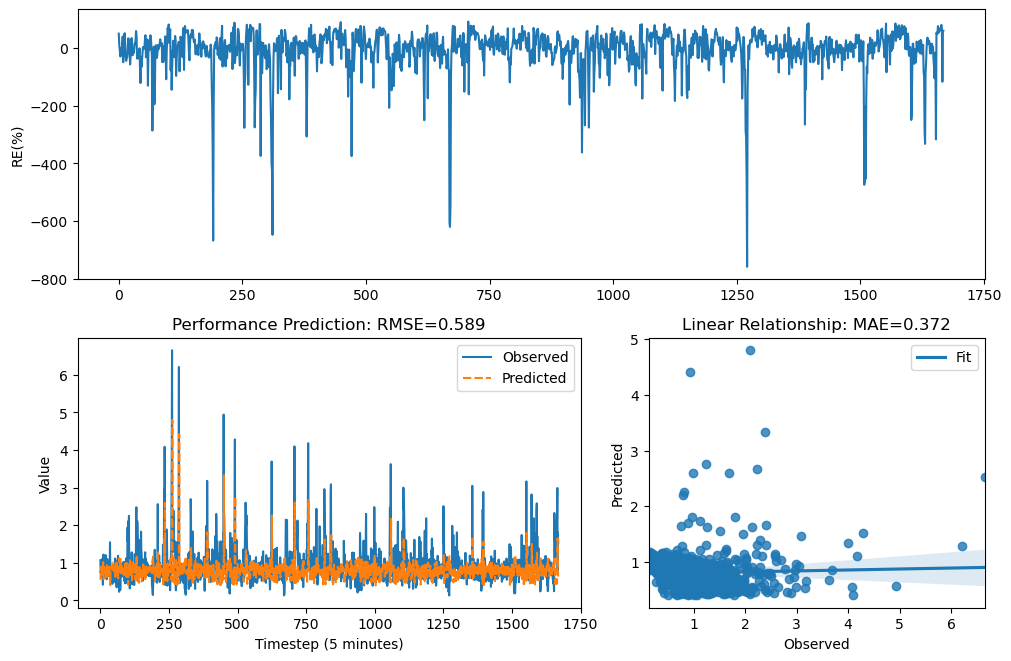 0
−200
−400
−600
−800
RE(%)
0 250 500 750 1000 1250 1500 1750
Performance Prediction: RMSE=0.589
Observed
Predicted
6
5
4
3
2
1
0
Value
0 250 500 750 1000 1250 1500 1750
Timestep (5 minutes)
Linear Relationship: MAE=0.372
Fit
5
4
3
2
1
Predicted
1 2 3 4 5 6
Observed